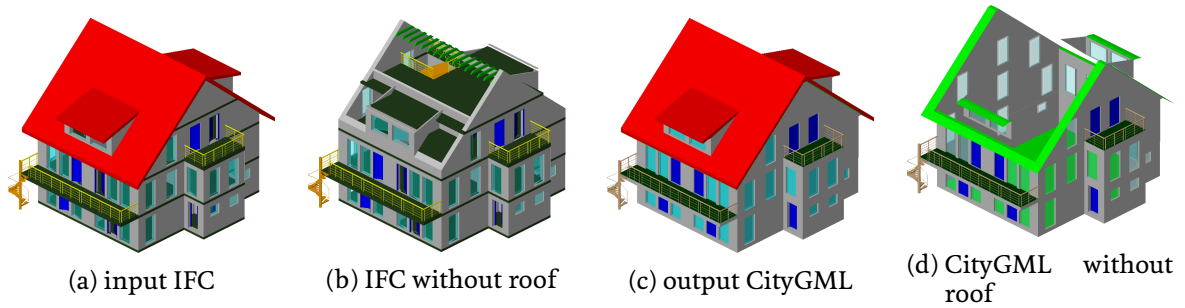 (a) input IFC
(b) IFC without roof
(c) output CityGML
(d) CityGML without
roof